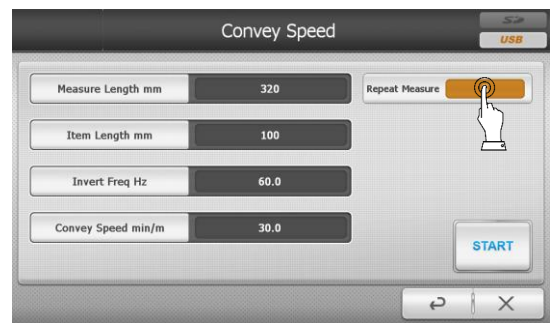 Convey Speed
SD
USB
Measure Length mm 320
Repeat Measure
Item Length mm 100
Invert Freq Hz 60.0
Convey Speed min/m 30.0
START